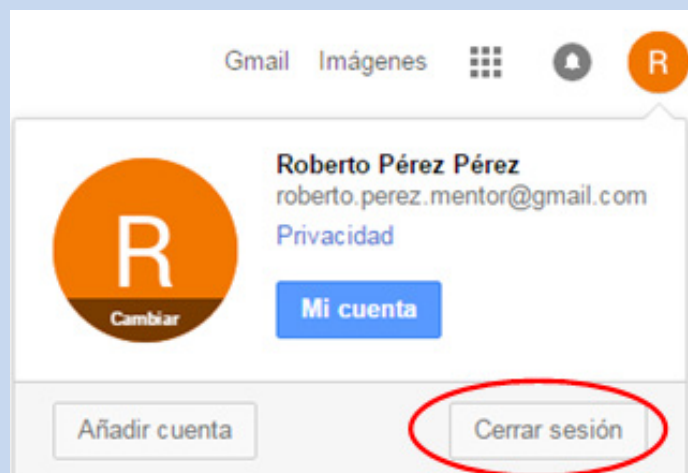 Gmail Imágenes R
R
Cambiar
Roberto Pérez Pérez
roberto.perez.mentor@gmail.com
Privacidad
Mi cuenta
Añadir cuenta Cerrar sesión